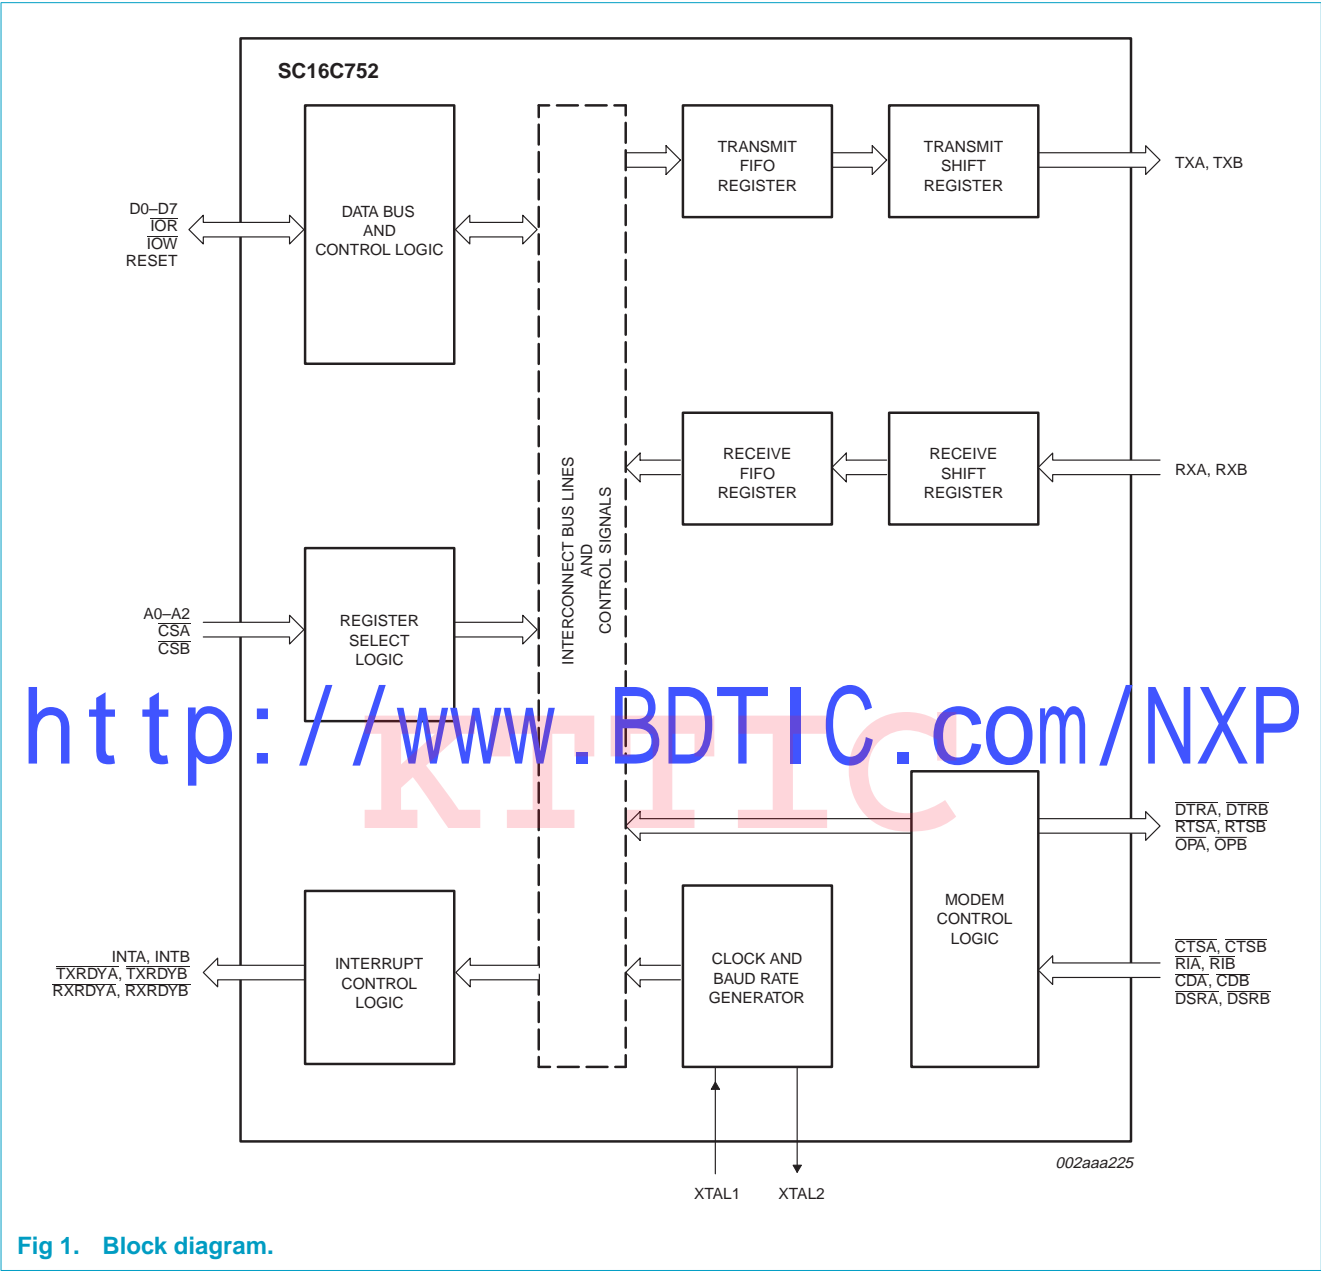 SC16C752
D0–D7
IOR
IOW
RESET
DATA BUS
AND
CONTROL LOGIC
TRANSMIT
FIFO
REGISTER
TRANSMIT
SHIFT
REGISTER
TXA, TXB
RECEIVE
FIFO
REGISTER
RECEIVE
SHIFT
REGISTER
RXA, RXB
INTERCONNECT BUS LINES
AND
CONTROL SIGNALS
A0–A2
CSA
CSB
REGISTER
SELECT
LOGIC
http://www.BDTIC.com/NXP
KTTIC
DTRA, DTRB
RTSA, RTSB
OPA, OPB
MODEM
CONTROL
LOGIC
CTSA, CTSB
RIA, RIB
CDA, CDB
DSRA, DSRB
INTA, INTB
TXRDYA, TXRDYB
RXRDYA, RXRDYB
INTERRUPT
CONTROL
LOGIC
CLOCK AND
BAUD RATE
GENERATOR
XTAL1
XTAL2
002aaa225
Fig 1. Block diagram.